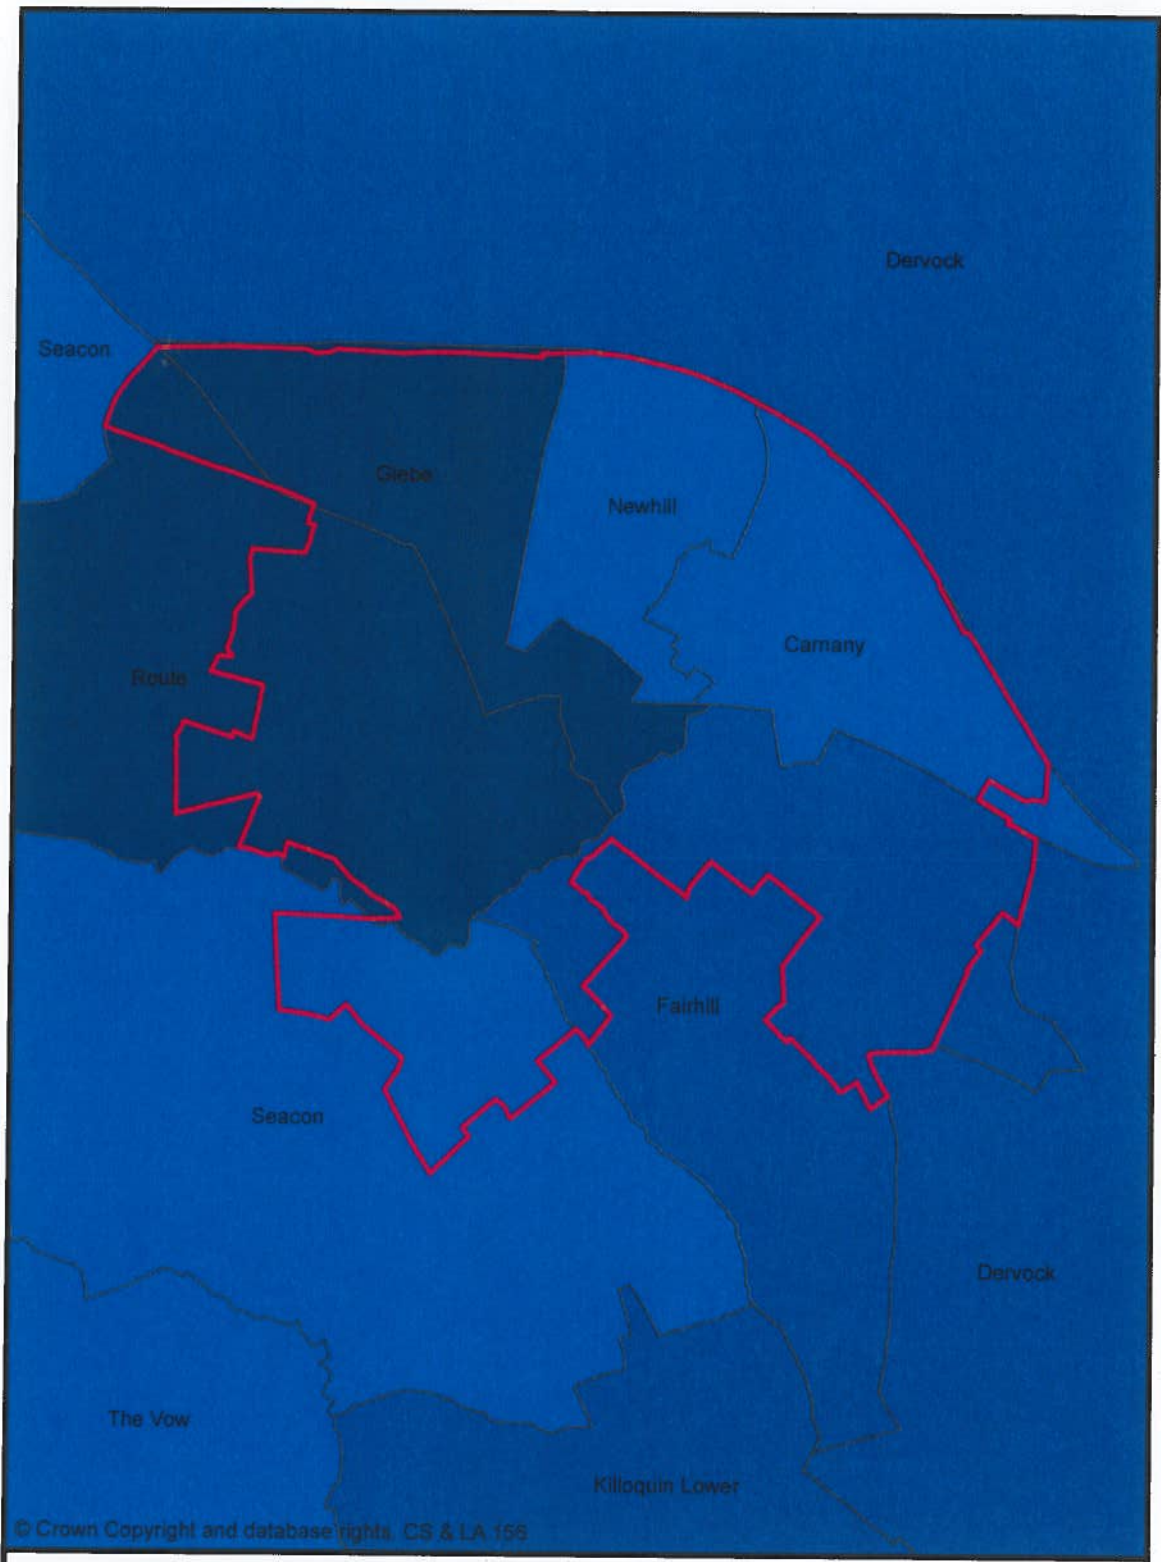 Dervock
Seacon
Glebe
Newhill
Carnany
Route
Fairhill
Seacon
Dervock
The Vow
Killoquin Lower
© Crown Copyright and database rights, CS & LA 156